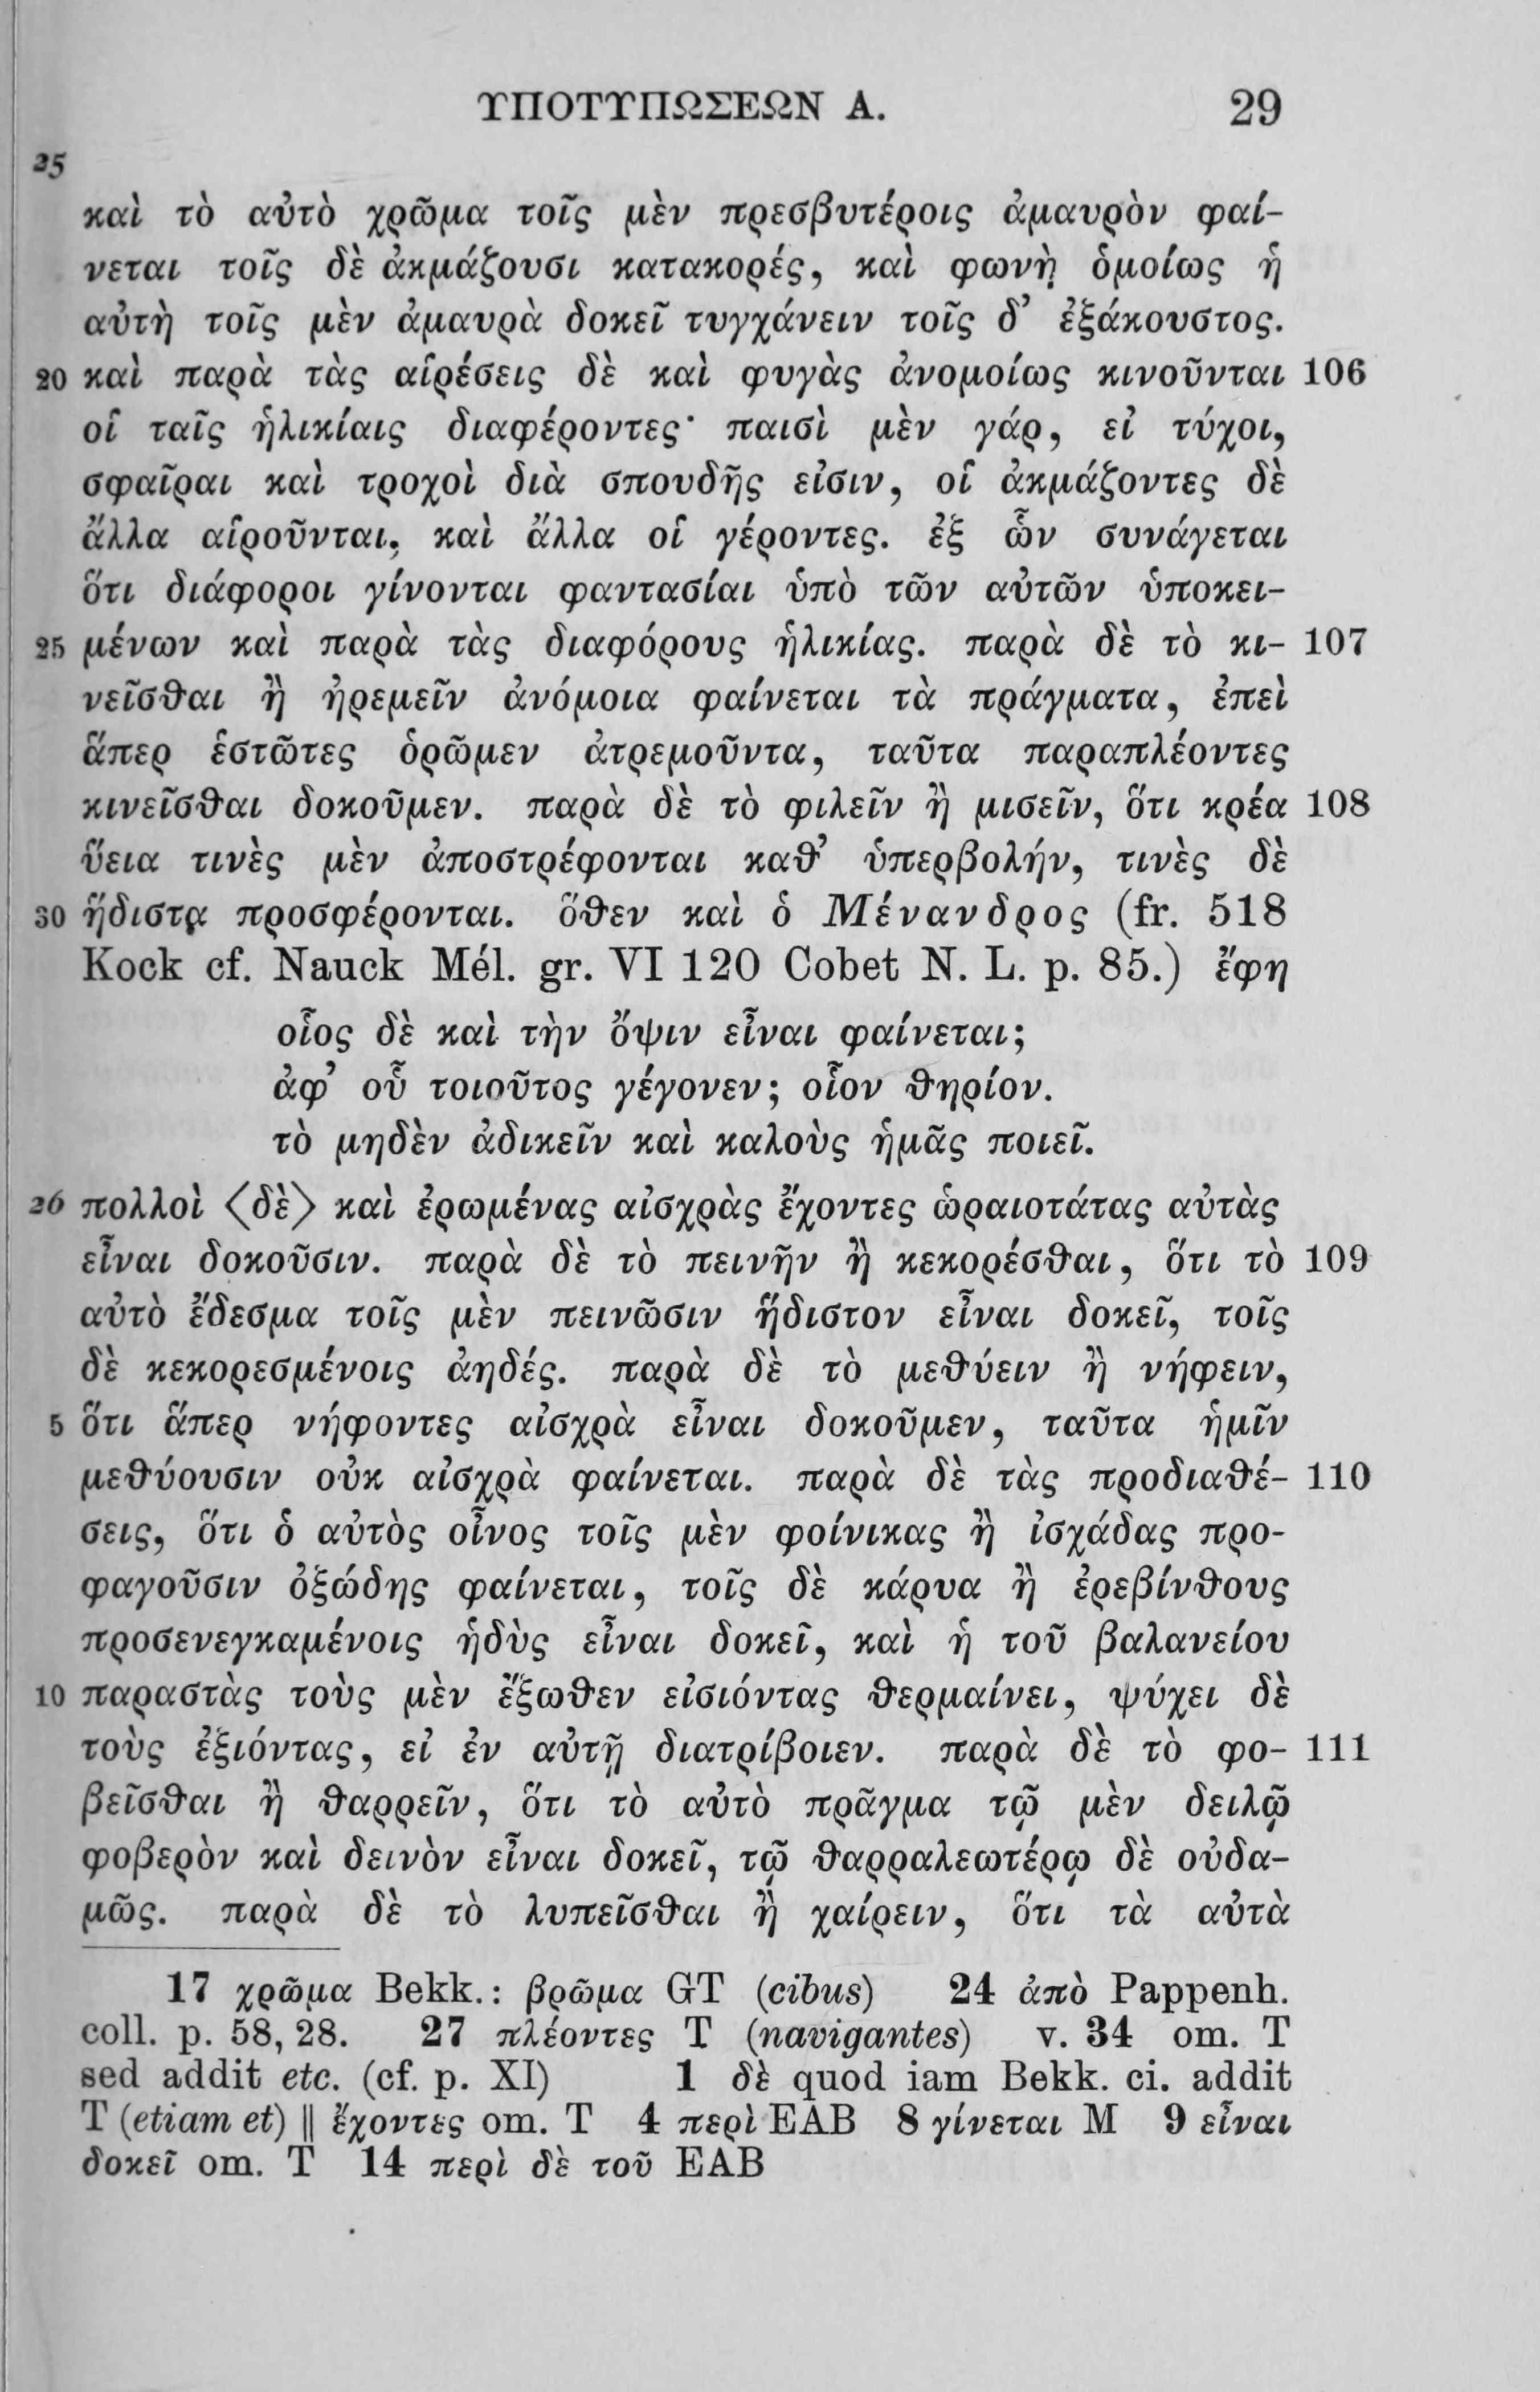 ΥΠΟΤΥΠΩΣΕΩΝ Α. 29
25
καὶ τὸ αὐτὸ χρῶμα τοῖς μὲν πρεσβυτέροις ἀμαυρὸν φαί-
νεται τοῖς δὲ ἀκμάζουσι κατακορές, καὶ φωνὴ ὁμοίως ἡ
αὐτὴ τοῖς μὲν ἀμαυρὰ δοκεῖ τυγχάνειν τοῖς δ’ ἐξάκουστος.
20 καὶ παρὰ τὰς αἱρέσεις δὲ καὶ φυγὰς ἀνομοίως κινοῦνται 106
οἱ ταῖς ἡλικίαις διαφέροντες· παισὶ μὲν γάρ, εἰ τύχοι,
σφαῖραι καὶ τροχοὶ διὰ σπουδῆς εἰσιν, οἱ ἀκμάζοντες δὲ
ἄλλα αἱροῦνται, καὶ ἄλλα οἱ γέροντες. ἐξ ὧν συνάγεται
ὅτι διάφοροι γίνονται φαντασίαι ὑπὸ τῶν αὐτῶν ὑποκει-
25 μένων καὶ παρὰ τὰς διαφόρους ἡλικίας. παρὰ δὲ τὸ κι- 107
νεῖσθαι ἢ ἠρεμεῖν ἀνόμοια φαίνεται τὰ πράγματα, ἐπεὶ
ἅπερ ἑστῶτες ὁρῶμεν ἀτρεμοῦντα, ταῦτα παραπλέοντες
κινεῖσθαι δοκοῦμεν. παρὰ δὲ τὸ φιλεῖν ἢ μισεῖν, ὅτι κρέα 108
ὕεια τινὲς μὲν ἀποστρέφονται καθ’ ὑπερβολήν, τινὲς δὲ
30 ἥδιστα προσφέρονται. ὅθεν καὶ ὁ Μένανδρος (fr. 518
Kock cf. Nauck Mél. gr. VI 120 Cobet N. L. p. 85.) ἔφη
οἷος δὲ καὶ τὴν ὄψιν εἶναι φαίνεται;
ἀφ’ οὗ τοιοῦτος γέγονεν; οἷον θηρίον.
τὸ μηδὲν ἀδικεῖν καὶ καλοὺς ἡμᾶς ποιεῖ.
26 πολλοὶ ⟨δὲ⟩ καὶ ἐρωμένας αἰσχρὰς ἔχοντες ὡραιοτάτας αὐτὰς
εἶναι δοκοῦσιν. παρὰ δὲ τὸ πεινῆν ἢ κεκορέσθαι, ὅτι τὸ 109
αὐτὸ ἔδεσμα τοῖς μὲν πεινῶσιν ἥδιστον εἶναι δοκεῖ, τοῖς
δὲ κεκορεσμένοις ἀηδές. παρὰ δὲ τὸ μεθύειν ἢ νήφειν,
5 ὅτι ἅπερ νήφοντες αἰσχρὰ εἶναι δοκοῦμεν, ταῦτα ἡμῖν
μεθύουσιν οὐκ αἰσχρὰ φαίνεται. παρὰ δὲ τὰς προδιαθέ- 110
σεις, ὅτι ὁ αὐτὸς οἶνος τοῖς μὲν φοίνικας ἢ ἰσχάδας προ-
φαγοῦσιν ὀξώδης φαίνεται, τοῖς δὲ κάρυα ἢ ἐρεβίνθους
προσενεγκαμένοις ἡδὺς εἶναι δοκεῖ, καὶ ἡ τοῦ βαλανείου
10 παραστὰς τοὺς μὲν ἔξωθεν εἰσιόντας θερμαίνει, ψύχει δὲ
τοὺς ἐξιόντας, εἰ ἐν αὐτῇ διατρίβοιεν. παρὰ δὲ τὸ φο- 111
βεῖσθαι ἢ θαρρεῖν, ὅτι τὸ αὐτὸ πρᾶγμα τῷ μὲν δειλῷ
φοβερὸν καὶ δεινὸν εἶναι δοκεῖ, τῷ θαρραλεωτέρῳ δὲ οὐδα-
μῶς. παρὰ δὲ τὸ λυπεῖσθαι ἢ χαίρειν, ὅτι τὰ αὐτὰ
17 χρῶμα Bekk.: βρῶμα GT (cibus) 24 ἀπὸ Pappenh.
coll. p. 58, 28. 27 πλέοντες T (navigantes) v. 34 om. T
sed addit etc. (cf. p. XI) 1 δὲ quod iam Bekk. ci. addit
T (etiam et) || ἔχοντες om. T 4 περὶ EAB 8 γίνεται M 9 εἶναι
δοκεῖ om. T 14 περὶ δὲ τοῦ EAB